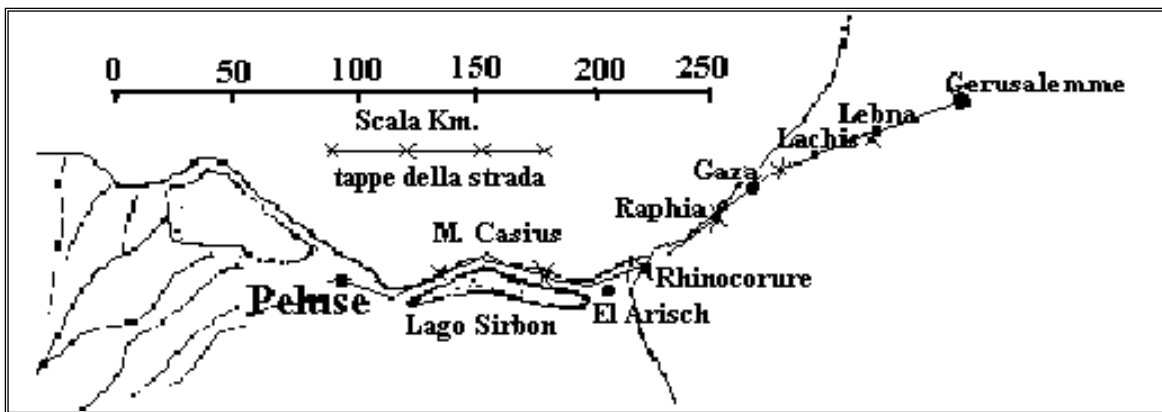 0 50 100 150 200 250
Scala Km.
tappe della strada
Gerusalemme
Lebna
Lachis
Gaza
Raphia
M. Casius
Rhinocorure
Peluse
El Arisch
Lago Sirbon